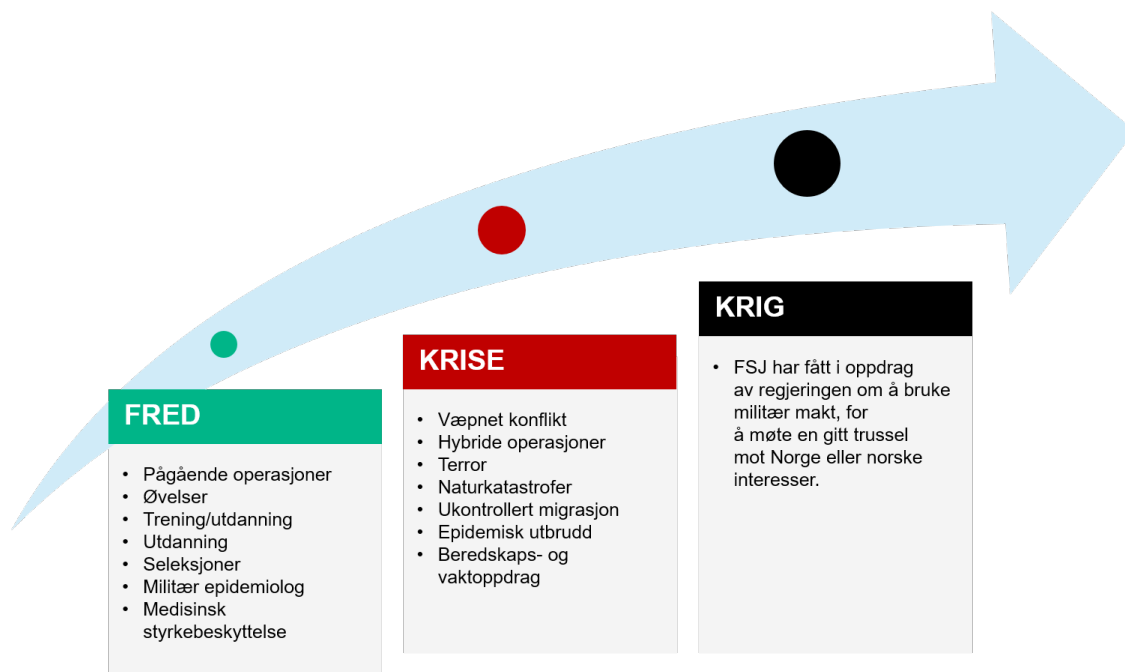 FRED
• Pågående operasjoner
• Øvelser
• Trening/utdanning
• Utdanning
• Seleksjoner
• Militær epidemiolog
• Medisinsk
styrkebeskyttelse
KRISE
• Væpnet konflikt
• Hybride operasjoner
• Terror
• Naturkatastrofer
• Ukontrollert migrasjon
• Epidemisk utbrudd
• Beredskaps- og
vaktoppdrag
KRIG
• FSJ har fått i oppdrag
av regjeringen om å bruke
militær makt, for
å møte en gitt trussel
mot Norge eller norske
interesser.